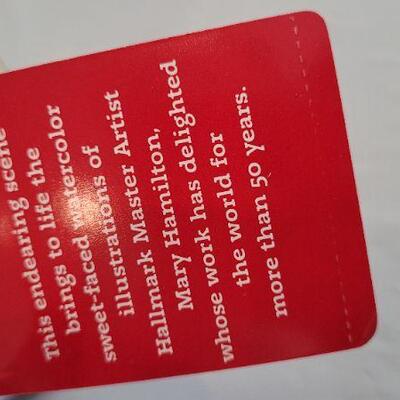 This endearing scene
brings to life the
sweet-faced watercolor
illustrations of
Hallmark Master Artist
Mary Hamilton,
whose work has delighted
the world for
more than 50 years.